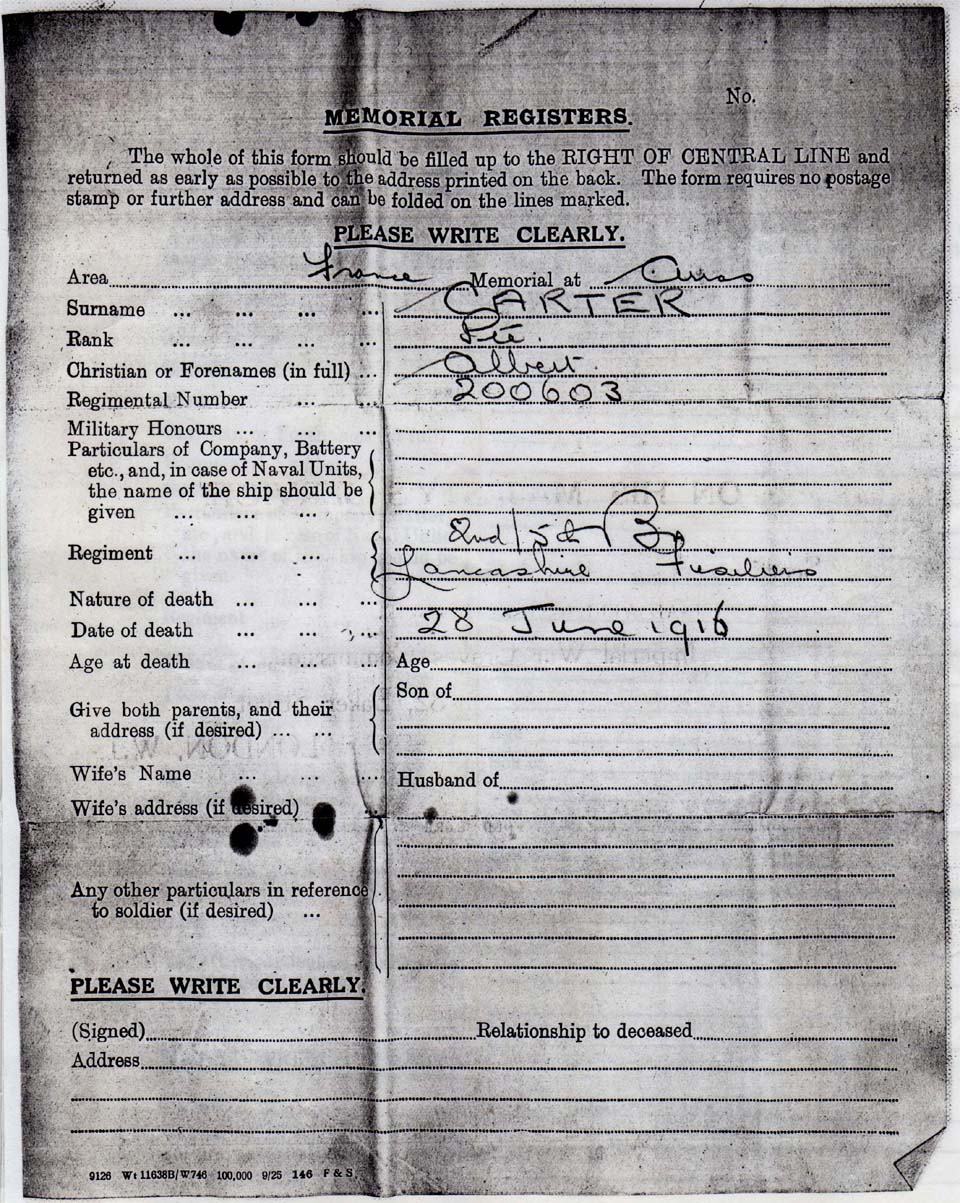 No.
MEMORIAL REGISTERS.
The whole of this form should be filled up to the RIGHT OF CENTRAL LINE and
returned as early as possible to the address printed on the back. The form requires no postage
stamp or further address and can be folded on the lines marked.
PLEASE WRITE CLEARLY.
Area France Memorial at Arras
Surname ... ... ... ... CARTER
Rank ... ... ... ... Pte.
Christian or Forenames (in full) ... Albert.
Regimental Number ... ... 200603
Military Honours ... ... ...
Particulars of Company, Battery
etc., and, in case of Naval Units,
the name of the ship should be
given ... ... ...
2nd/5th Bn
Regiment ... ... ... Lancashire Fusiliers
Nature of death ... ... ...
Date of death ... ... ... 28 June 1916
Age at death ... ... ... Age
Son of
Give both parents, and their
address (if desired) ... ...
Wife's Name ... ... ... Husband of
Wife's address (if desired) ...
Any other particulars in reference
to soldier (if desired) ...
PLEASE WRITE CLEARLY.
(Signed) Relationship to deceased
Address
9126 Wt 11638B/W746 100,000 9/25 146 F & S.